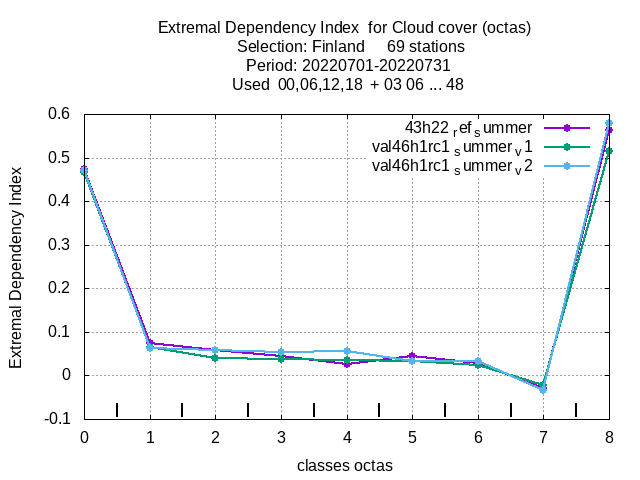 Extremal Dependency Index  for Cloud cover (octas)
Selection: Finland     69 stations
Period: 20220701-20220731
Used  00,06,12,18  + 03 06 ... 48
43h22_ref_summer
val46h1rc1_summer_v1
val46h1rc1_summer_v2
Extremal Dependency Index
0.6
0.5
0.4
0.3
0.2
0.1
0
-0.1
0 1 2 3 4 5 6 7 8
classes octas